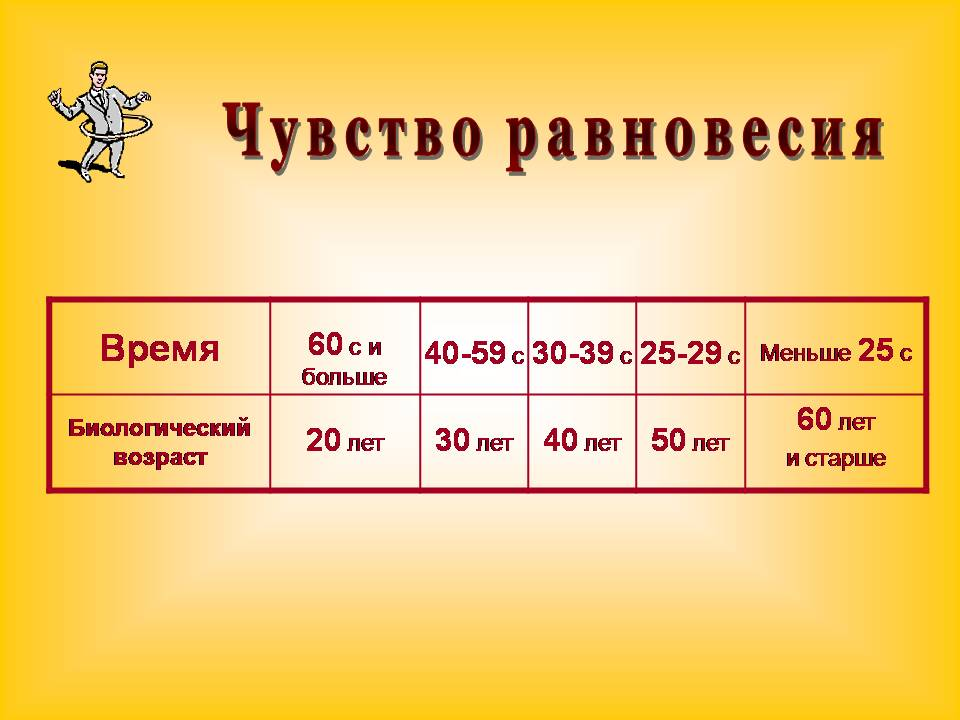 Чувство равновесия
Время 60 с и больше 40-59 с 30-39 с 25-29 с Меньше 25 с
Биологический возраст 20 лет 30 лет 40 лет 50 лет 60 лет и старше